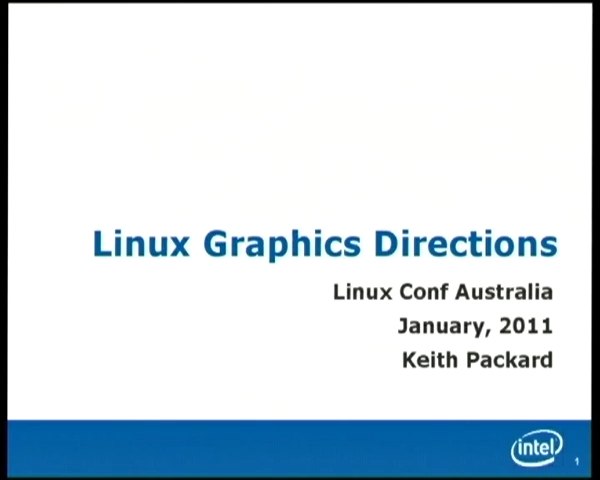 Linux Graphics Directions
Linux Conf Australia
January, 2011
Keith Packard
intel
1